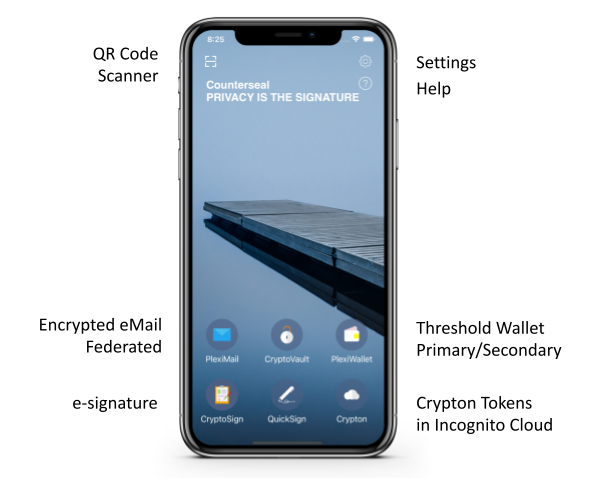 QR Code
Scanner
Settings
Help
8:25
Counterseal
PRIVACY IS THE SIGNATURE
Encrypted eMail
Federated
Threshold Wallet
Primary/Secondary
PlexiMail
CryptoVault
PlexiWallet
e-signature
Crypton Tokens
in Incognito Cloud
CryptoSign
QuickSign
Crypton